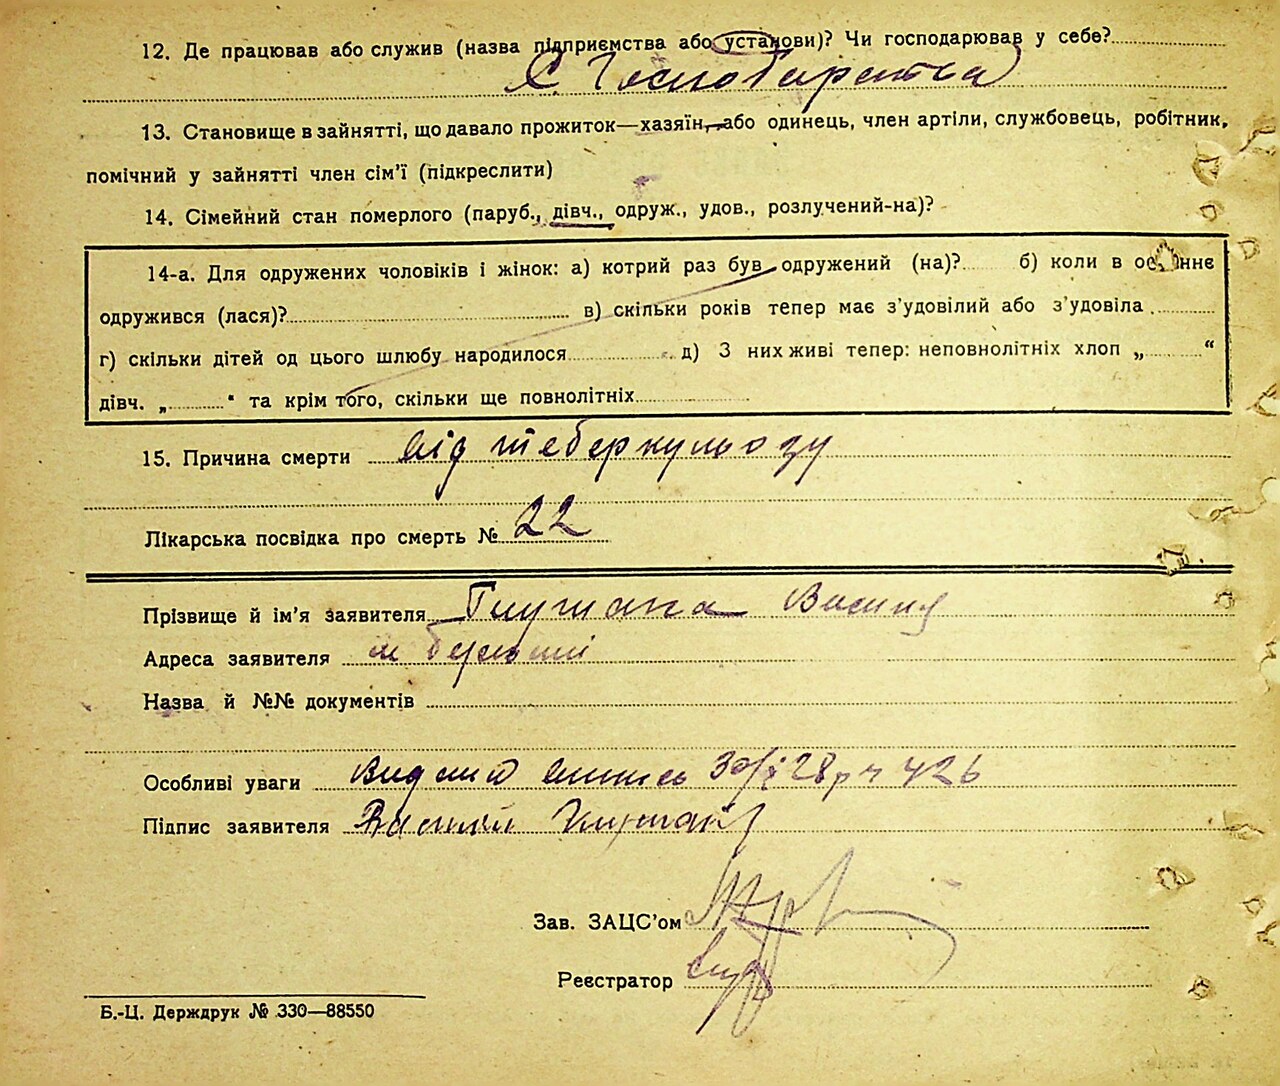 12. Де працював або служив (назва підприємства або установи)? Чи господарював у себе?
С. Господарства
13. Становище в зайнятті, що давало прожиток—хазяїн, або одинець, член артіли, службовець, робітник,
помічний у зайнятті член сім’ї (підкреслити)
14. Сімейний стан померлого (паруб., дівч., одруж., удов., розлучений-на)?
14-а. Для одружених чоловіків і жінок: а) котрий раз був одружений (на)? б) коли в останнє
одружився (лася)? в) скільки років тепер має з’удовілий або з’удовіла
г) скільки дітей од цього шлюбу народилося д) З них живі тепер: неповнолітніх хлоп „ “
дівч. „ “ та крім того, скільки ще повнолітніх
15. Причина смерти від теберкульозу
Лікарська посвідка про смерть № 22
Прізвище й ім’я заявителя
Адреса заявителя м
Назва й №№ документів
Особливі уваги 28 р ч 426
Підпис заявителя
Зав. ЗАЦС’ом
Реєстратор
Б.-Ц. Держдрук № 330—88550